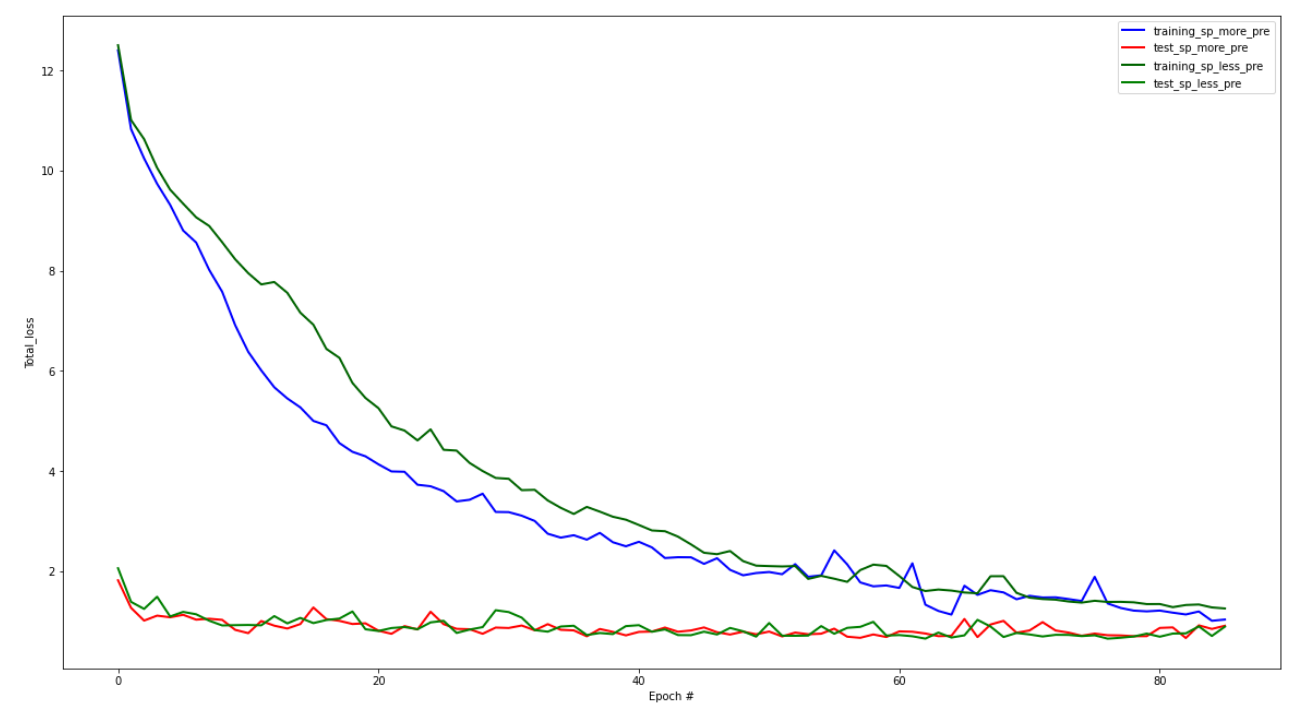 training_sp_more_pre
test_sp_more_pre
training_sp_less_pre
test_sp_less_pre
12
10
8
6
4
2
Total_loss
0 20 40 60 80
Epoch #